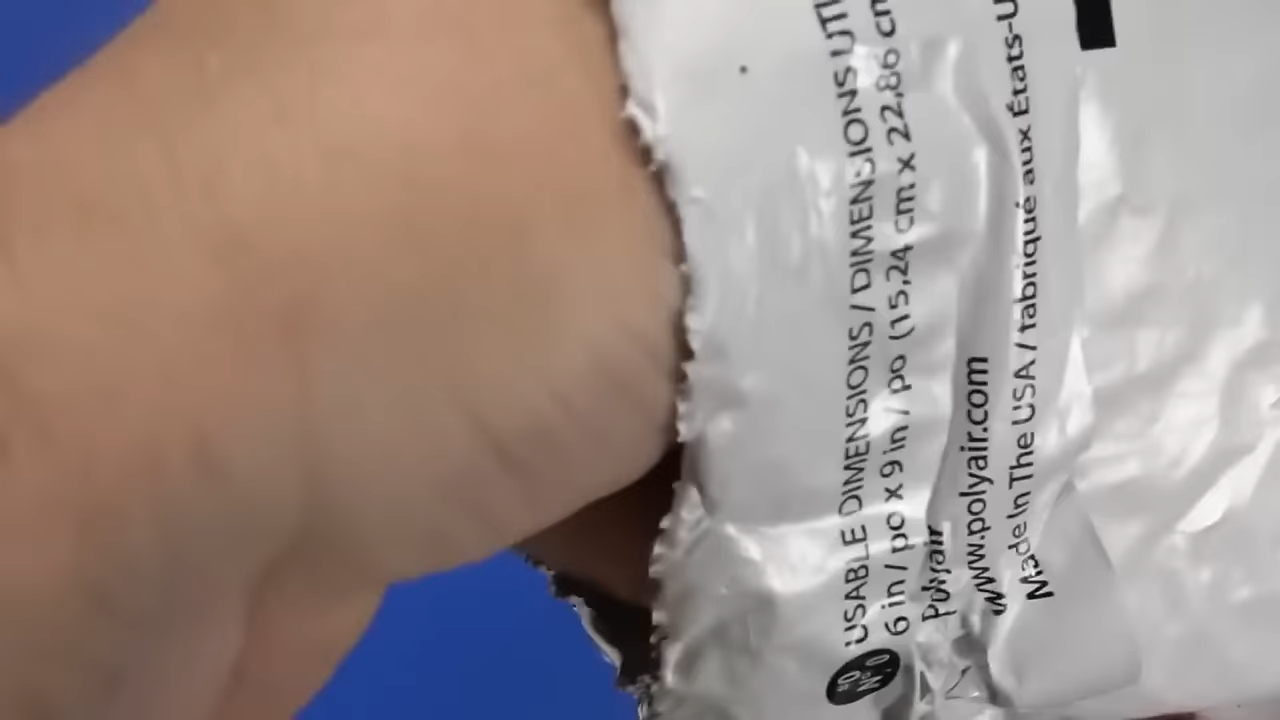 #0
Nº 0
USABLE DIMENSIONS / DIMENSIONS UTI
6 in / po x 9 in / po (15,24 cm x 22,86 cm
Polyair
www.polyair.com
Made In The USA / fabriqué aux États-U